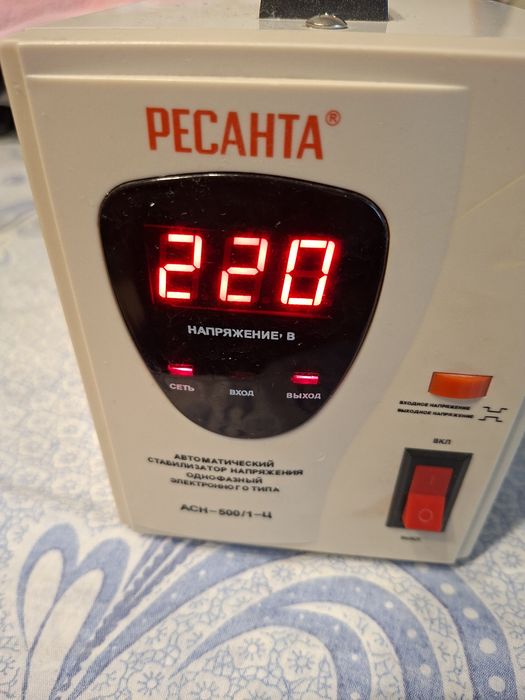 РЕСАНТА®
220
НАПРЯЖЕНИЕ, В
СЕТЬ ВХОД ВЫХОД
ВХОДНОЕ НАПРЯЖЕНИЕ
ВЫХОДНОЕ НАПРЯЖЕНИЕ
ВКЛ
I
O
ВЫКЛ
АВТОМАТИЧЕСКИЙ
СТАБИЛИЗАТОР НАПРЯЖЕНИЯ
ОДНОФАЗНЫЙ
ЭЛЕКТРОННОГО ТИПА
АСН-500/1-Ц